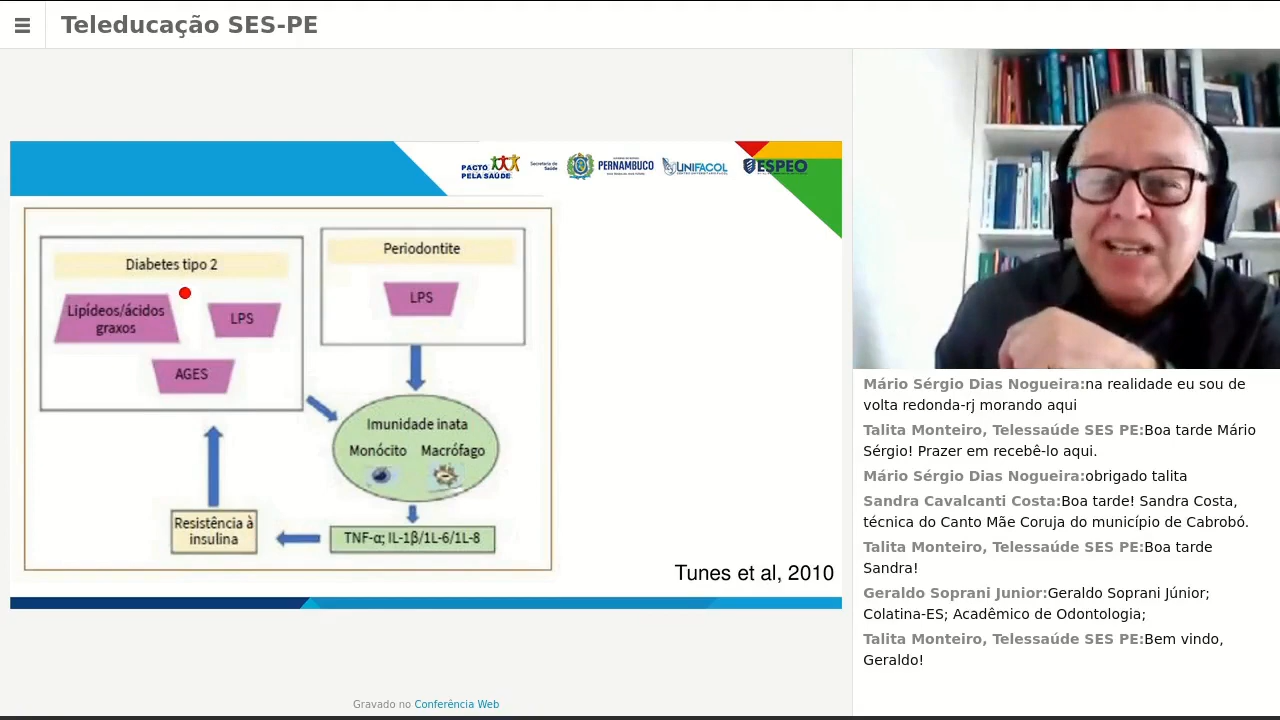 Teleducação SES-PE
PACTO
PELA SAÚDE
Secretaria de
Saúde
PERNAMBUCO
UNIFACOL
ESPEO
Diabetes tipo 2
Lipídeos/ácidos
graxos
LPS
AGES
Periodontite
LPS
Imunidade inata
Monócito Macrófago
TNF-α; IL-1β/1L-6/1L-8
Resistência à
insulina
Tunes et al, 2010
Gravado no Conferência Web
Mário Sérgio Dias Nogueira:na realidade eu sou de
volta redonda-rj morando aqui
Talita Monteiro, Telessaúde SES PE:Boa tarde Mário
Sérgio! Prazer em recebê-lo aqui.
Mário Sérgio Dias Nogueira:obrigado talita
Sandra Cavalcanti Costa:Boa tarde! Sandra Costa,
técnica do Canto Mãe Coruja do município de Cabrobó.
Talita Monteiro, Telessaúde SES PE:Boa tarde
Sandra!
Geraldo Soprani Junior:Geraldo Soprani Júnior;
Colatina-ES; Acadêmico de Odontologia;
Talita Monteiro, Telessaúde SES PE:Bem vindo,
Geraldo!